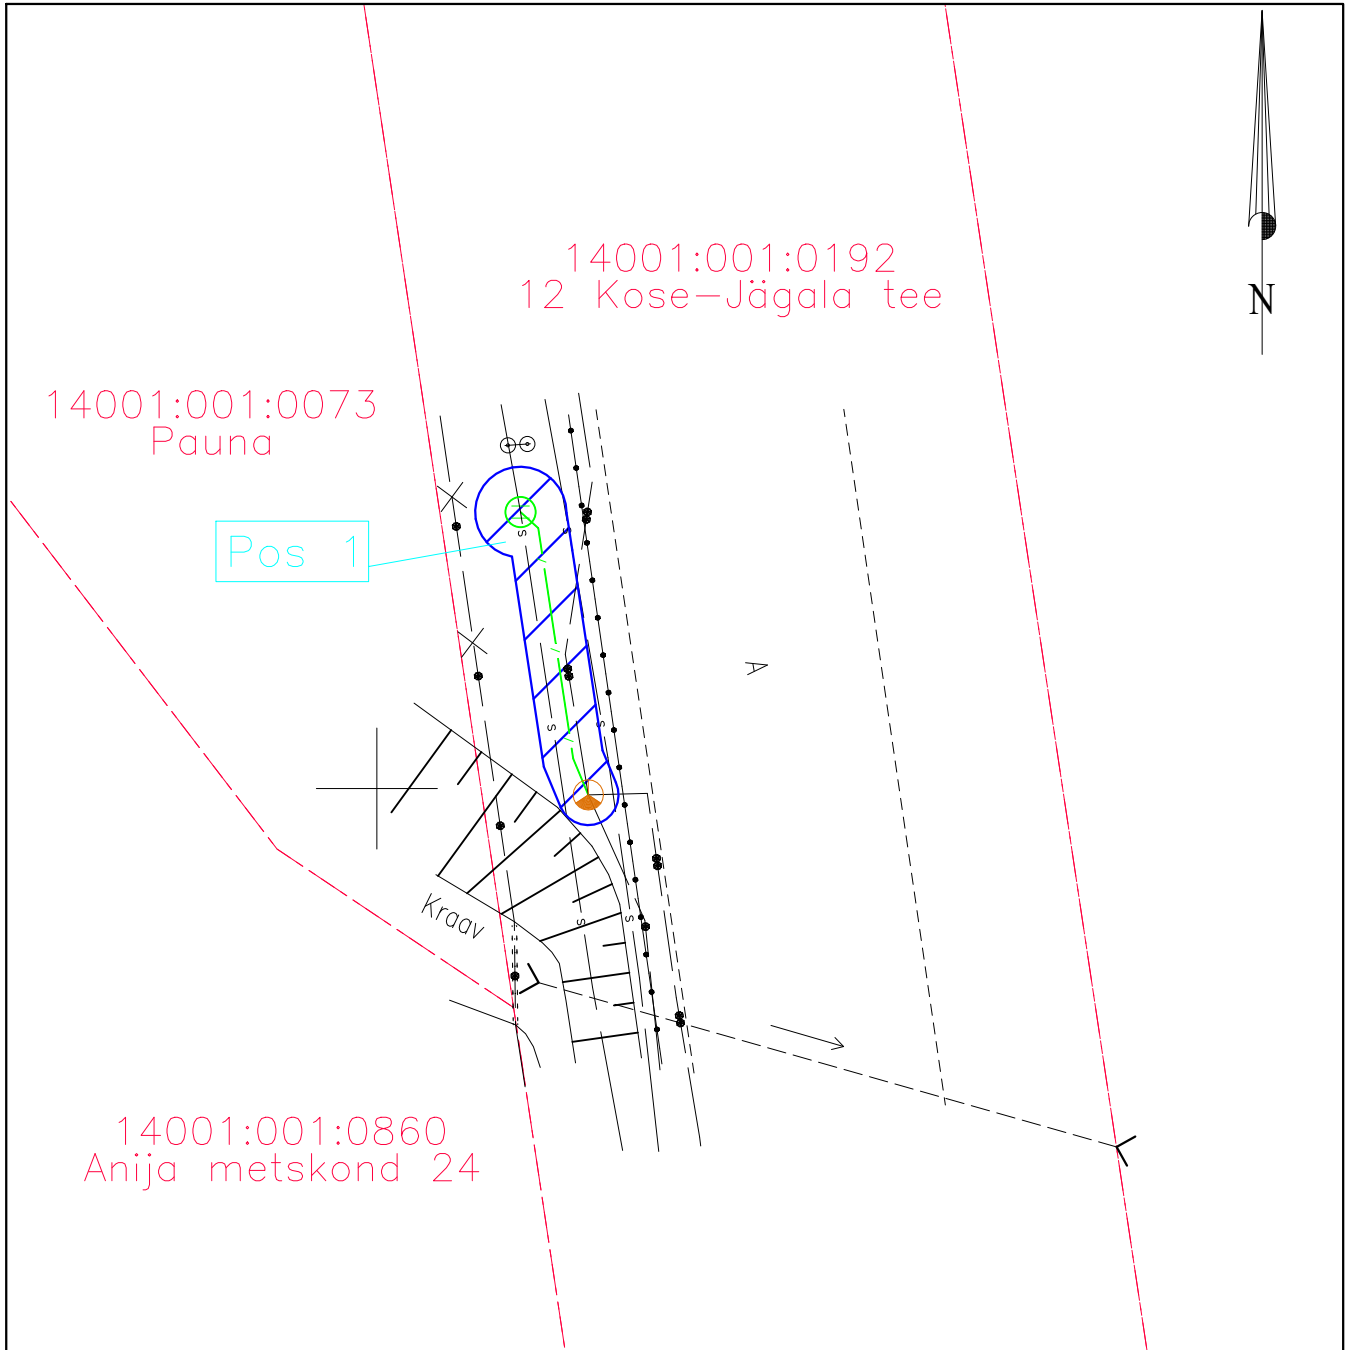 14001:001:0192
12 Kose-Jägala tee
N
14001:001:0073
Pauna
Pos 1
s
s
A
s
s
Kraav
s
s
14001:001:0860
Anija metskond 24